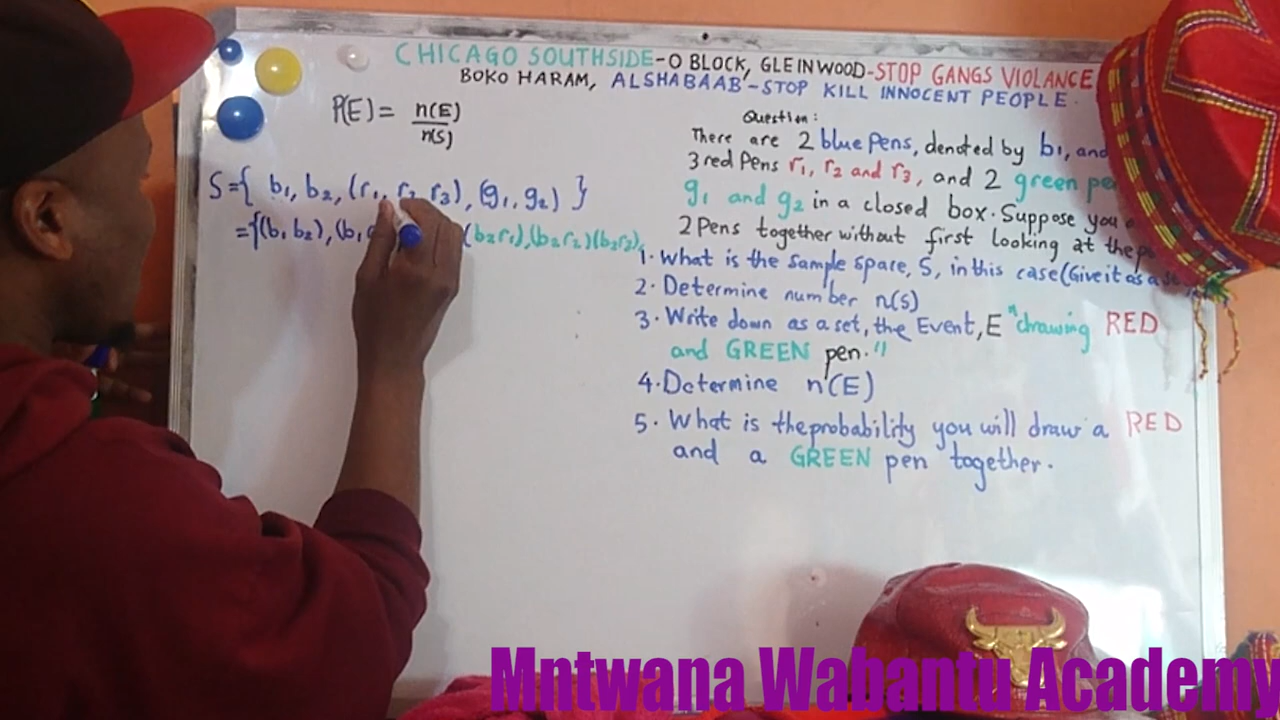 CHICAGO SOUTHSIDE-O BLOCK, GLEINWOOD-STOP GANGS VIOLANCE
BOKO HARAM, ALSHABAAB-STOP KILL INNOCENT PEOPLE.
P(E) = n(E)
n(S)
S={ b₁, b₂, (r₁, r₂ r₃), (g₁, g₂) }
={(b₁ b₂), (b₁ (b₂r₁), (b₂r₂)(b₂r₃),
Question:
There are 2 blue Pens, denoted by b₁, and
3 red Pens r₁, r₂ and r₃, and 2 green pe
g₁ and g₂ in a closed box. Suppose you
2 Pens together without first looking at the p
1. What is the Sample space, S, in this case (Give it as a s
2. Determine number n(s)
3. Write down as a set, the Event, E "drawing RED
and GREEN pen."
4. Determine n(E)
5. What is the probability you will draw a RED
and a GREEN pen together.
Mntwana Wabantu Academy